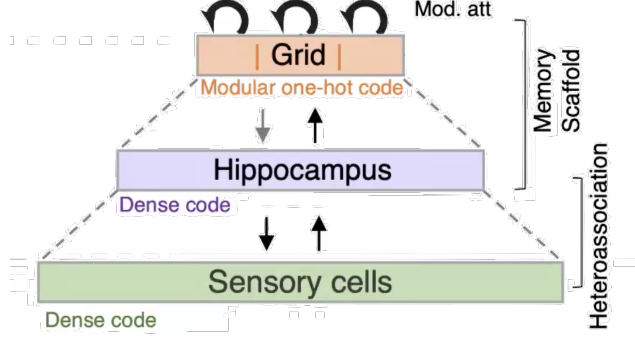 Mod. att
| Grid |
Modular one-hot code
Hippocampus
Dense code
Sensory cells
Dense code
Memory
Scaffold
Heteroassociation